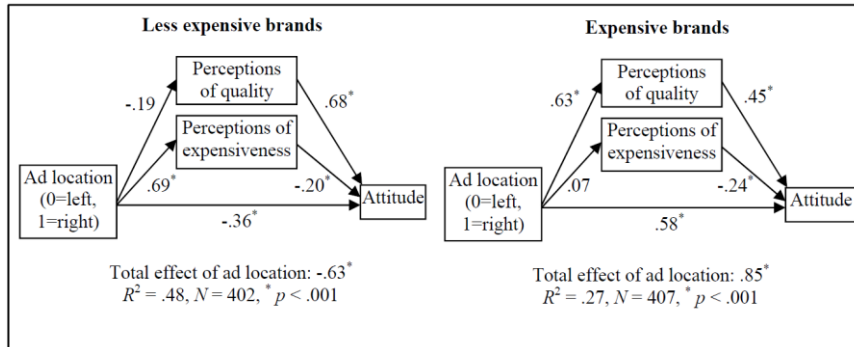 Less expensive brands
Perceptions
of quality
-.19
.68*
Perceptions of
expensiveness
.69*
-.20*
Ad location
(0=left,
1=right)
Attitude
-.36*
Total effect of ad location: -.63*
R² = .48, N = 402, * p < .001
Expensive brands
Perceptions
of quality
.63*
.45*
Perceptions of
expensiveness
.07
-.24*
Ad location
(0=left,
1=right)
Attitude
.58*
Total effect of ad location: .85*
R² = .27, N = 407, * p < .001